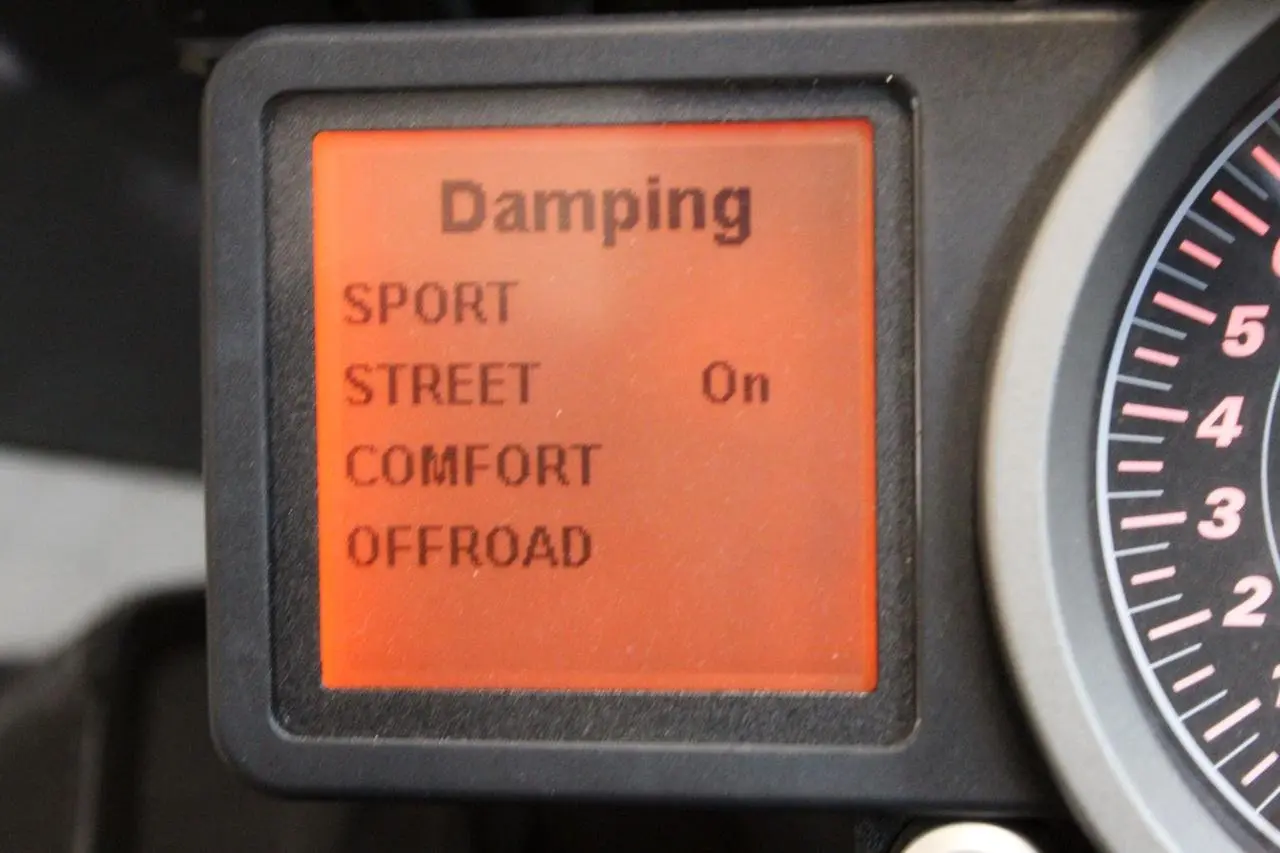 Damping
SPORT
STREET On
COMFORT
OFFROAD
5
4
3
2